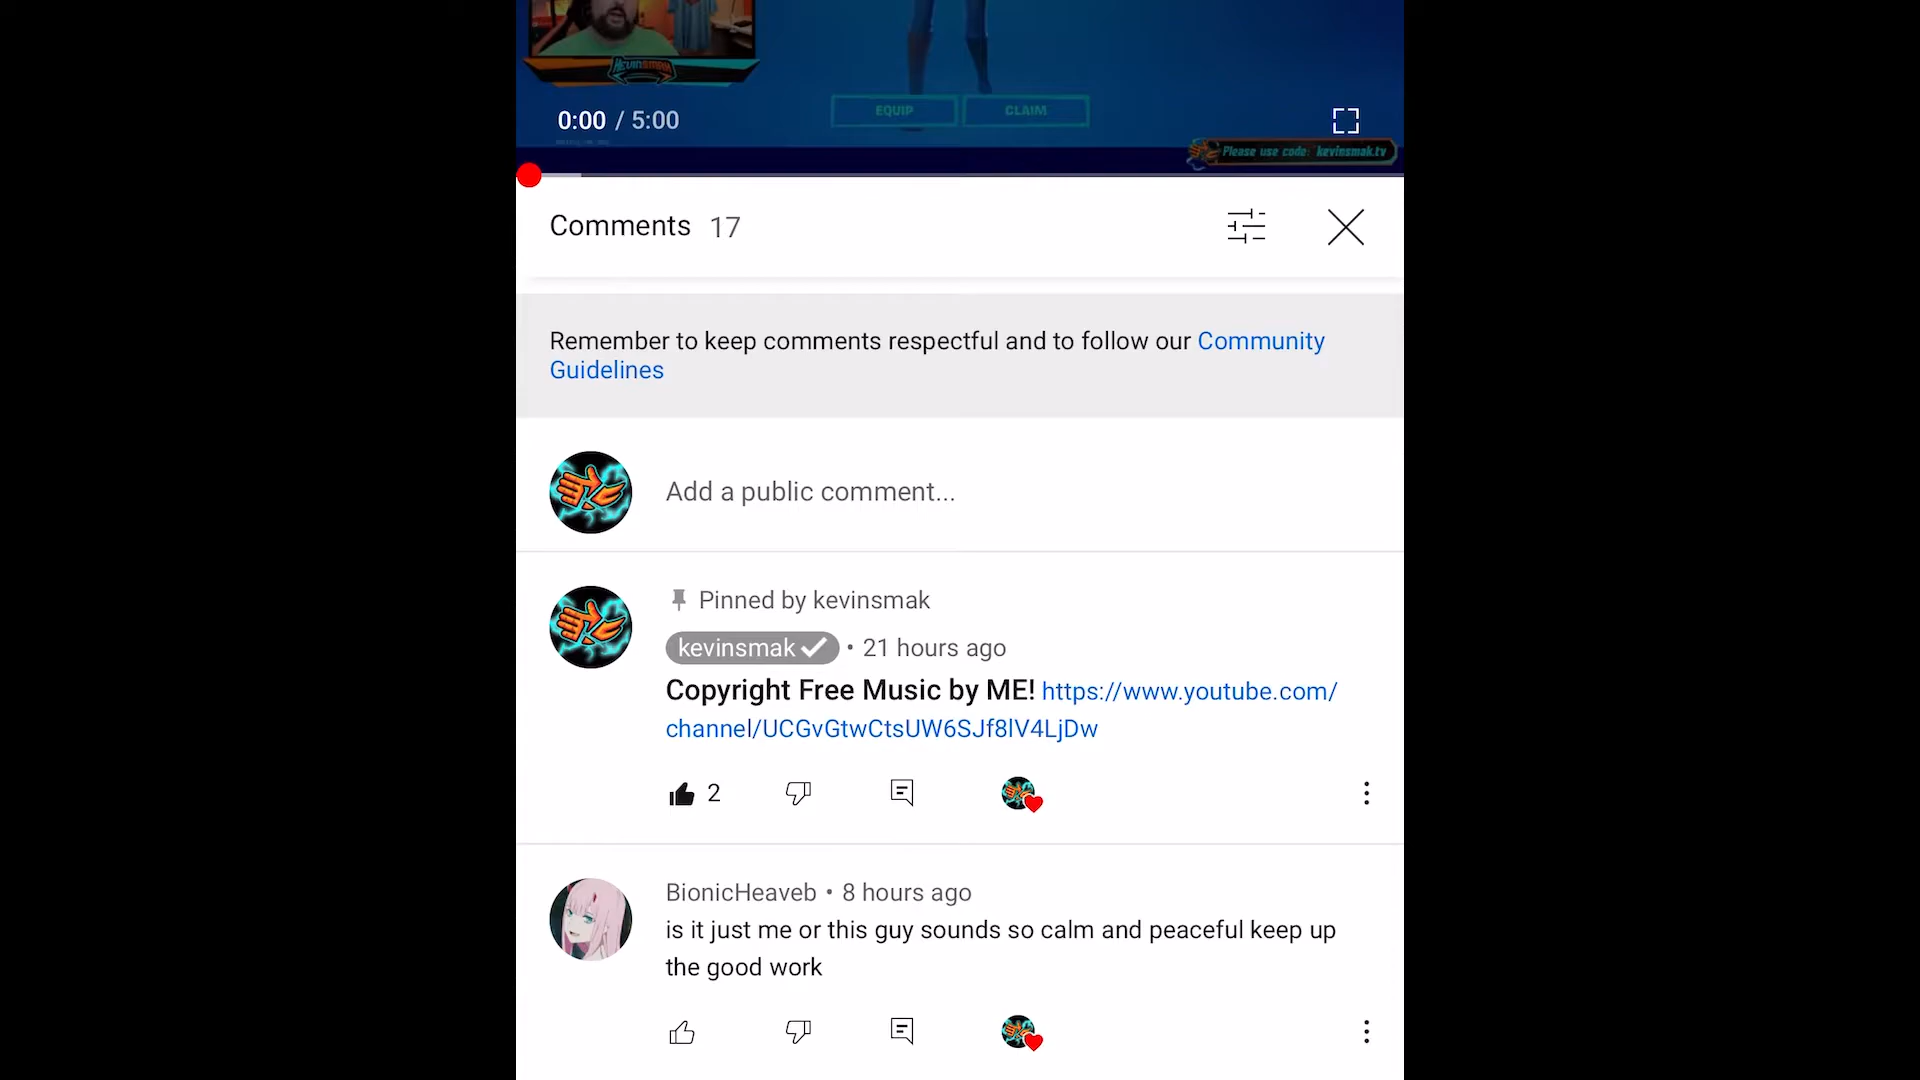 KEVINSMAK
EQUIP
CLAIM
0:00 / 5:00
Please use code: kevinsmak.tv
Comments 17
Remember to keep comments respectful and to follow our Community
Guidelines
Add a public comment...
Pinned by kevinsmak
kevinsmak • 21 hours ago
Copyright Free Music by ME! https://www.youtube.com/
channel/UCGvGtwCtsUW6SJf8lV4LjDw
2
BionicHeaveb • 8 hours ago
is it just me or this guy sounds so calm and peaceful keep up
the good work